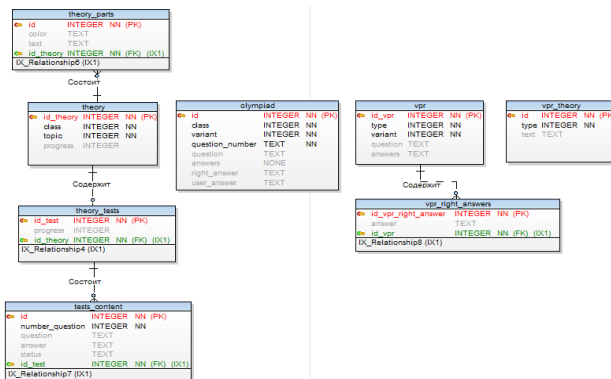 theory_parts
id INTEGER NN (PK)
color TEXT
text TEXT
id_theory INTEGER NN (FK) (IX1)
IX_Relationship6 (IX1)
Состоит
theory
id_theory INTEGER NN (PK)
class INTEGER NN
topic INTEGER NN
progress INTEGER
Содержит
theory_tests
id_test INTEGER NN (PK)
progress INTEGER
id_theory INTEGER NN (FK) (IX1)
IX_Relationship4 (IX1)
Состоит
tests_content
id INTEGER NN (PK)
number_question INTEGER NN
question TEXT
answer TEXT
status TEXT
id_test INTEGER NN (FK) (IX1)
IX_Relationship7 (IX1)
olympiad
id INTEGER NN (PK)
class INTEGER NN
variant INTEGER NN
question_number TEXT NN
question TEXT
answers NONE
right_answer TEXT
user_answer TEXT
vpr
id_vpr INTEGER NN (PK)
type INTEGER NN
variant INTEGER NN
question TEXT
answers TEXT
Содержит
vpr_right_answers
id_vpr_right_answer INTEGER NN (PK)
answer TEXT
id_vpr INTEGER NN (FK) (IX1)
IX_Relationship8 (IX1)
vpr_theory
id INTEGER NN (PK)
type INTEGER NN
text TEXT